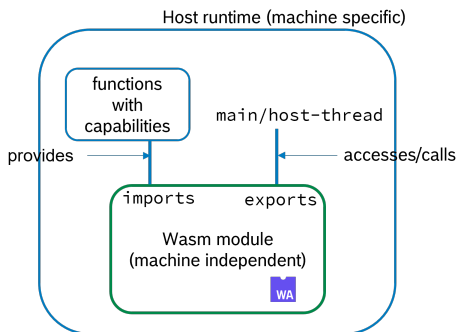 Host runtime (machine specific)
functions
with
capabilities
main/host-thread
provides
accesses/calls
imports
exports
Wasm module
(machine independent)
WA